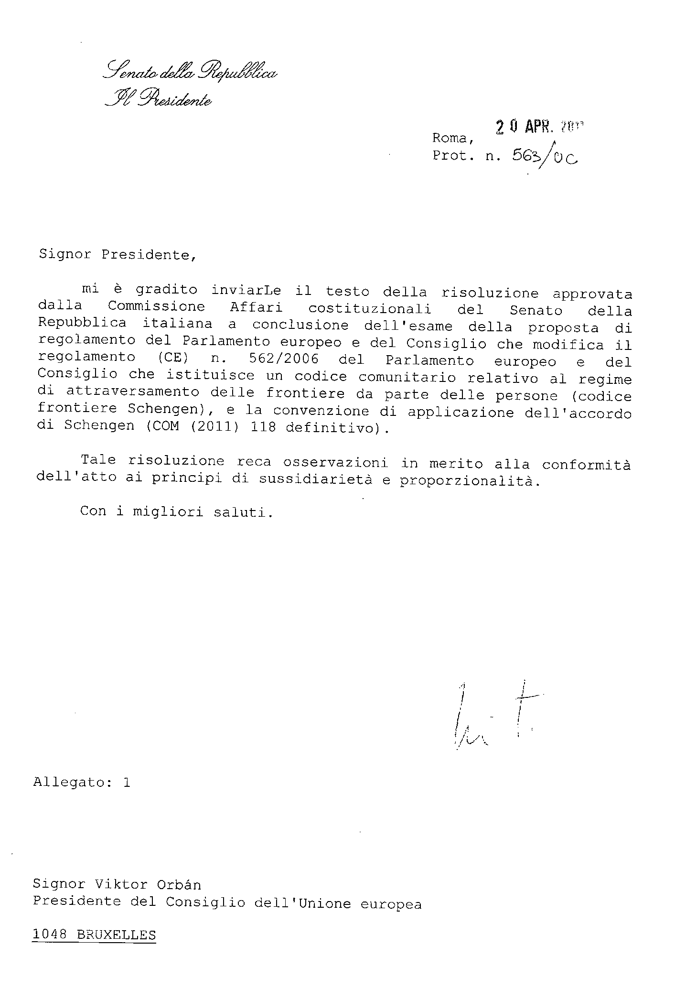 Senato della Repubblica
Il Presidente
20 APR.
Roma,
Prot. n. 563/UC
Signor Presidente,
mi è gradito inviarLe il testo della risoluzione approvata
dalla Commissione Affari costituzionali del Senato della
Repubblica italiana a conclusione dell'esame della proposta di
regolamento del Parlamento europeo e del Consiglio che modifica il
regolamento (CE) n. 562/2006 del Parlamento europeo e del
Consiglio che istituisce un codice comunitario relativo al regime
di attraversamento delle frontiere da parte delle persone (codice
frontiere Schengen), e la convenzione di applicazione dell'accordo
di Schengen (COM (2011) 118 definitivo).
Tale risoluzione reca osservazioni in merito alla conformità
dell'atto ai principi di sussidiarietà e proporzionalità.
Con i migliori saluti.
Allegato: 1
Signor Viktor Orbán
Presidente del Consiglio dell'Unione europea
1048 BRUXELLES